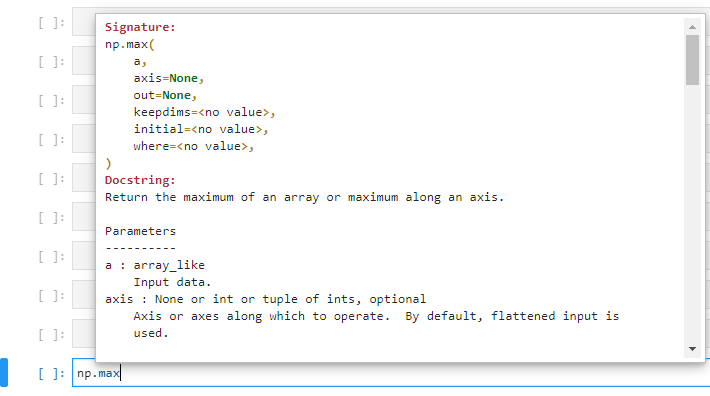 [ ]:
[ ]:
[ ]:
[ ]:
[ ]:
[ ]:
[ ]:
[ ]:
[ ]:
Signature:
np.max(
    a,
    axis=None,
    out=None,
    keepdims=<no value>,
    initial=<no value>,
    where=<no value>,
)
Docstring:
Return the maximum of an array or maximum along an axis.

Parameters
----------
a : array_like
    Input data.
axis : None or int or tuple of ints, optional
    Axis or axes along which to operate.  By default, flattened input is
    used.
[ ]: np.max